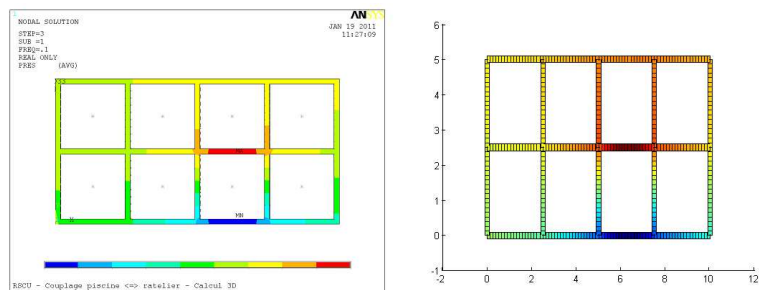 ANSYS
JAN 19 2011
11:27:09
NODAL SOLUTION
STEP=3
SUB =1
FREQ=.1
REAL ONLY
PRES (AVG)
MX
MN
RSCU - Couplage piscine <=> ratelier - Calcul 3D
6
5
4
3
2
1
0
-1
-2 0 2 4 6 8 10 12